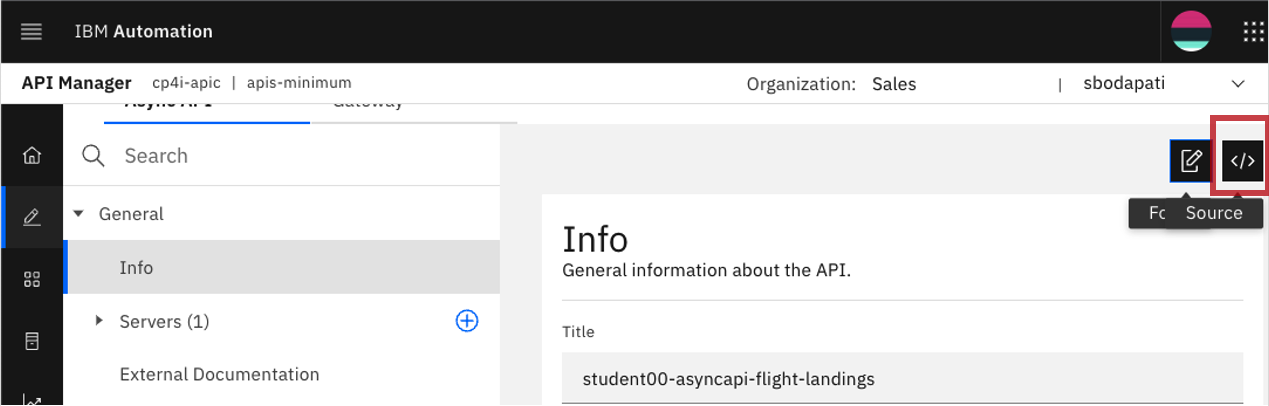 IBM Automation
API Manager cp4i-apic | apis-minimum Organization: Sales | sbodapati
Async API Gateway
Search
</>
General
Fo Source
Info
General information about the API.
Info
Servers (1)
Title
External Documentation
student00-asyncapi-flight-landings